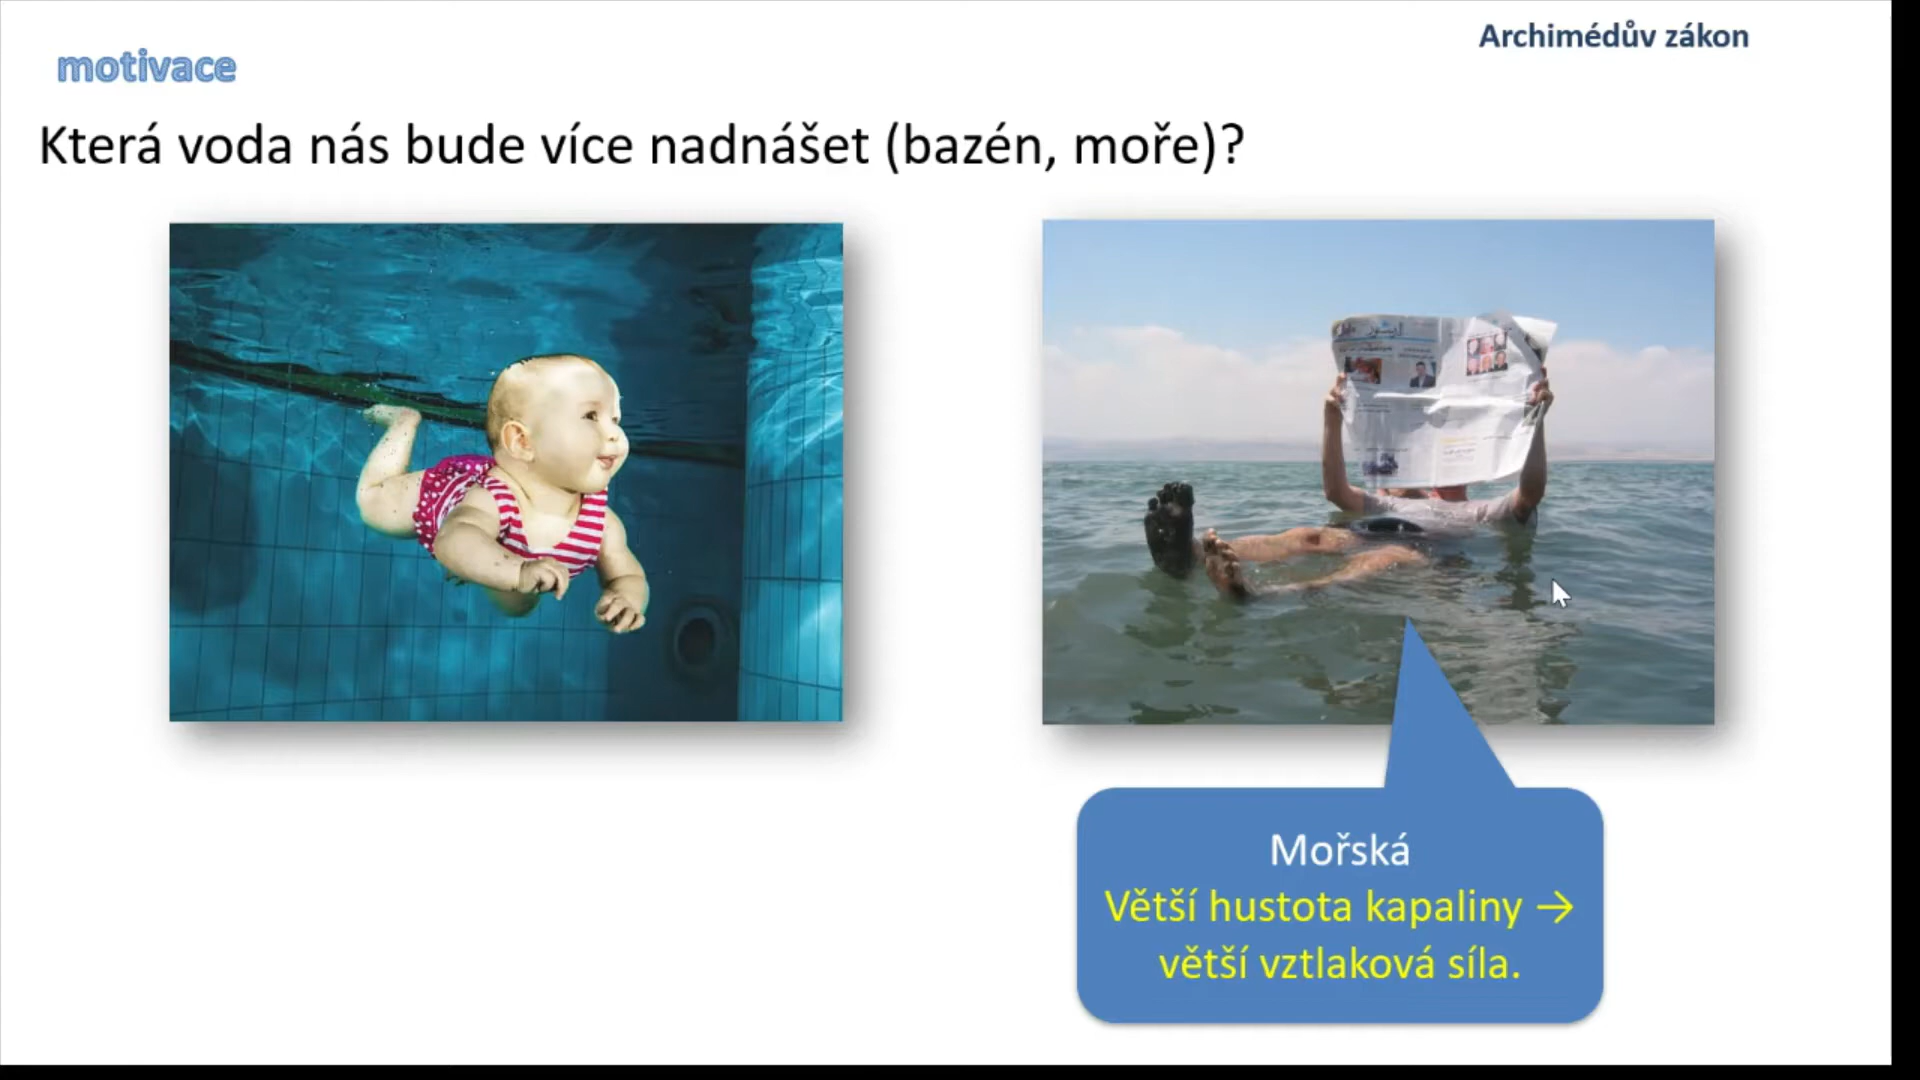 Archimédův zákon
motivace
Která voda nás bude více nadnášet (bazén, moře)?
Mořská
Větší hustota kapaliny →
větší vztlaková síla.